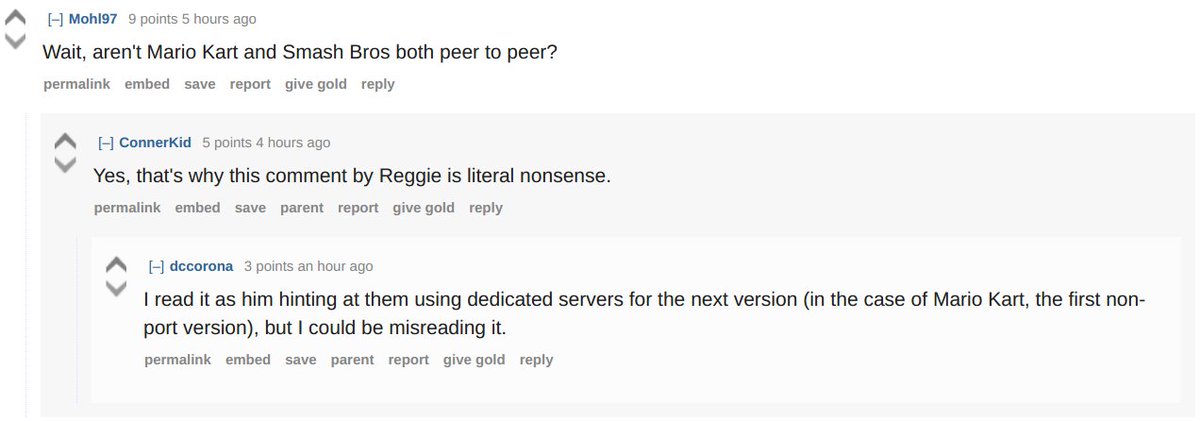 [–] Mohl97 9 points 5 hours ago
Wait, aren't Mario Kart and Smash Bros both peer to peer?
permalink embed save report give gold reply
[–] ConnerKid 5 points 4 hours ago
Yes, that's why this comment by Reggie is literal nonsense.
permalink embed save parent report give gold reply
[–] dccorona 3 points an hour ago
I read it as him hinting at them using dedicated servers for the next version (in the case of Mario Kart, the first non-
port version), but I could be misreading it.
permalink embed save parent report give gold reply